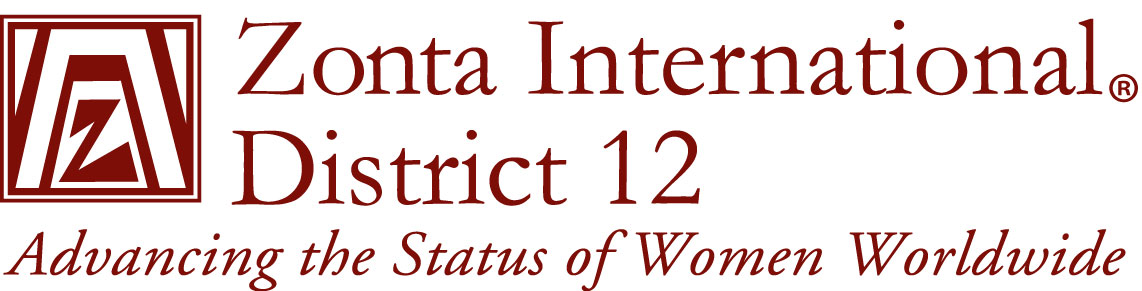 Zonta International®
District 12
Advancing the Status of Women Worldwide